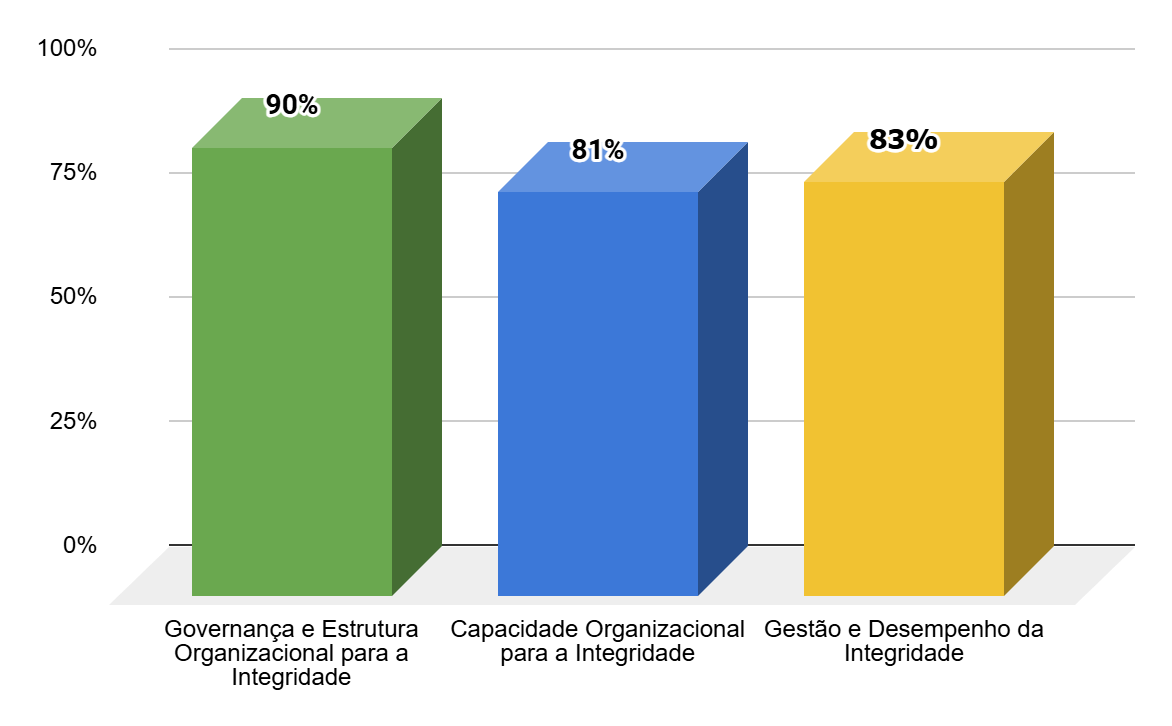 100%
90%
83%
81%
75%
50%
25%
0%
Governança e Estrutura
Organizacional para a
Integridade
Capacidade Organizacional
para a Integridade
Gestão e Desempenho da
Integridade